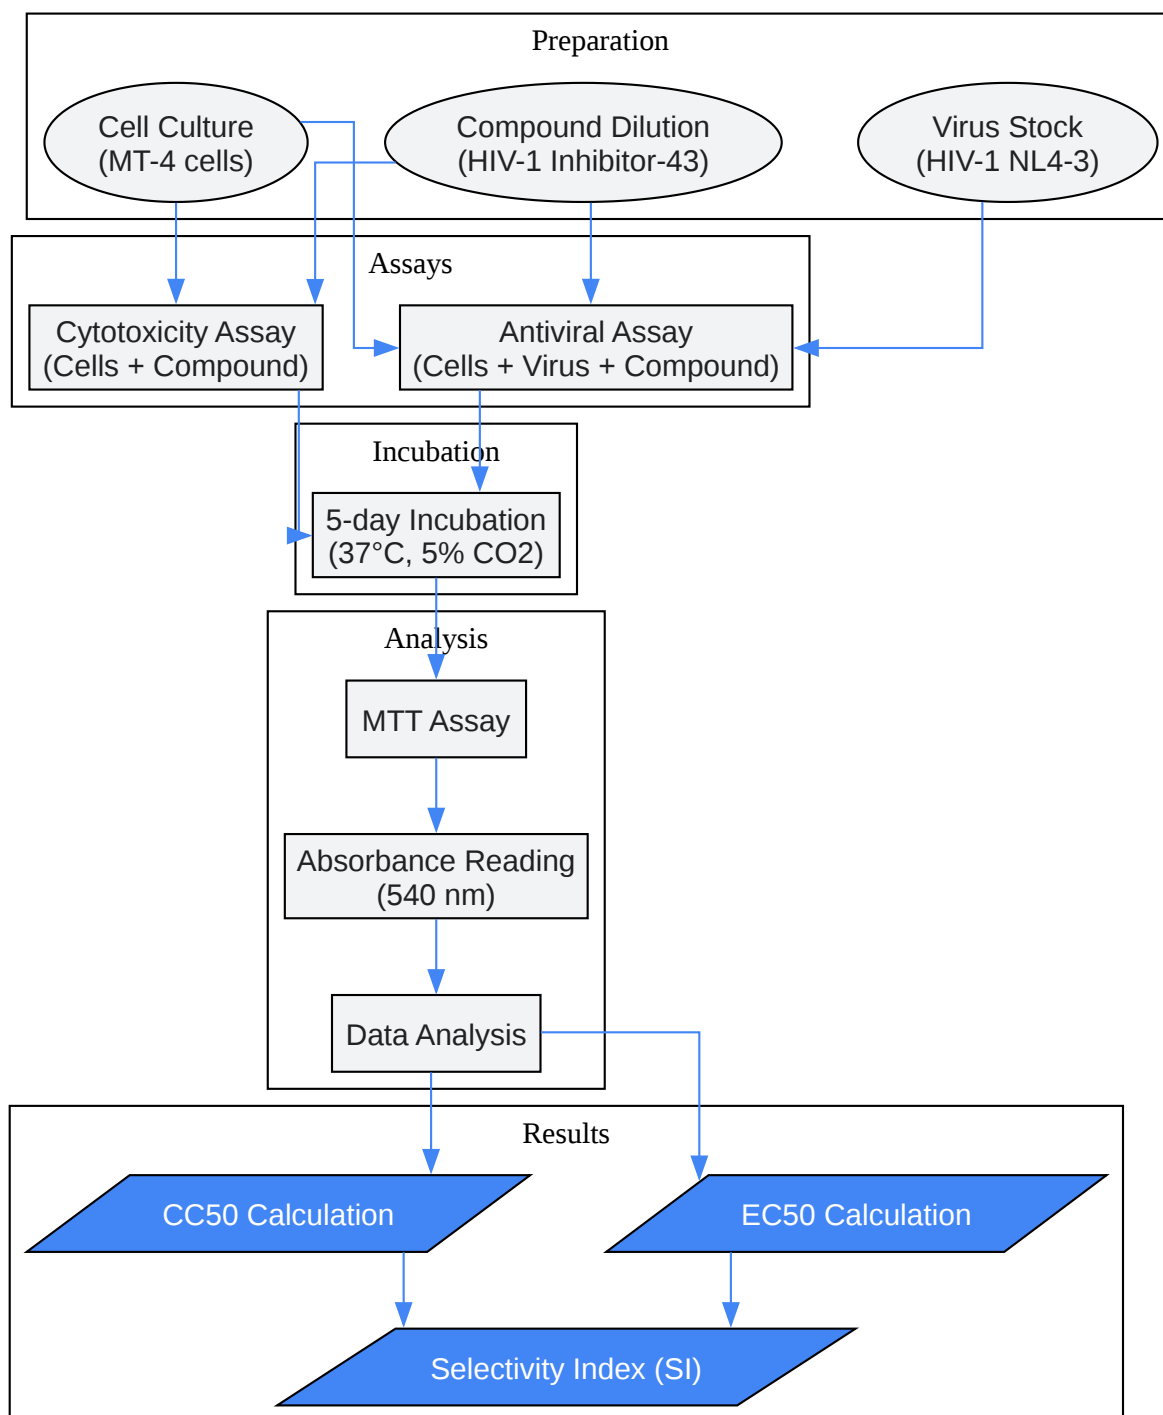 Preparation
Cell Culture
(MT-4 cells)
Compound Dilution
(HIV-1 Inhibitor-43)
Virus Stock
(HIV-1 NL4-3)
Assays
Cytotoxicity Assay
(Cells + Compound)
Antiviral Assay
(Cells + Virus + Compound)
Incubation
5-day Incubation
(37°C, 5% CO2)
Analysis
MTT Assay
Absorbance Reading
(540 nm)
Data Analysis
Results
CC50 Calculation
EC50 Calculation
Selectivity Index (SI)